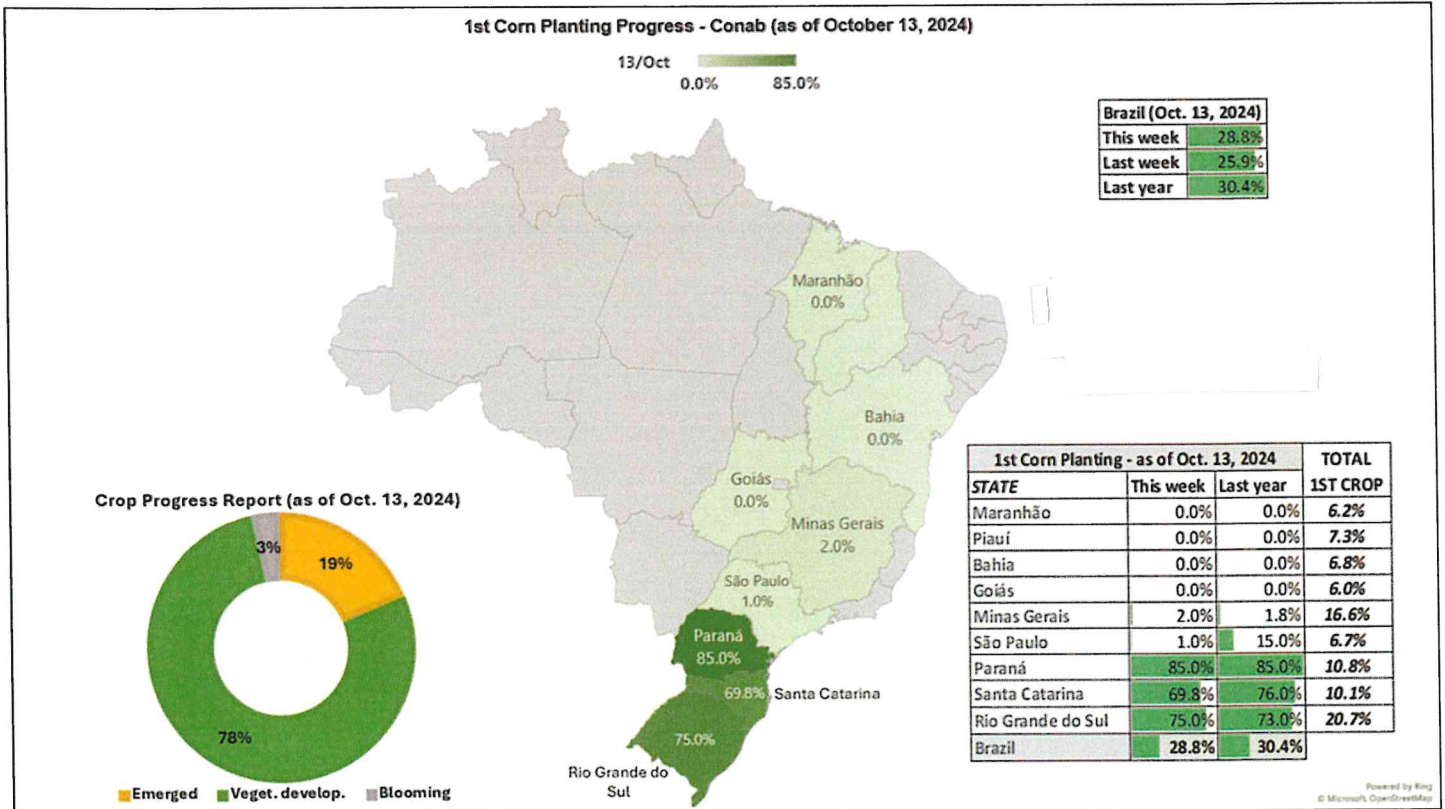 1st Corn Planting Progress - Conab (as of October 13, 2024)
13/Oct
0.0% 85.0%
Brazil (Oct. 13, 2024)
This week 28.8%
Last week 25.9%
Last year 30.4%
Maranhão
0.0%
Bahia
0.0%
Goiás
0.0%
Minas Gerais
2.0%
São Paulo
1.0%
Paraná
85.0%
69.8% Santa Catarina
75.0%
Rio Grande do
Sul
Crop Progress Report (as of Oct. 13, 2024)
3%
19%
78%
Emerged Veget. develop. Blooming
1st Corn Planting - as of Oct. 13, 2024 TOTAL
STATE This week Last year 1ST CROP
Maranhão 0.0% 0.0% 6.2%
Piauí 0.0% 0.0% 7.3%
Bahia 0.0% 0.0% 6.8%
Goiás 0.0% 0.0% 6.0%
Minas Gerais 2.0% 1.8% 16.6%
São Paulo 1.0% 15.0% 6.7%
Paraná 85.0% 85.0% 10.8%
Santa Catarina 69.8% 76.0% 10.1%
Rio Grande do Sul 75.0% 73.0% 20.7%
Brazil 28.8% 30.4%
Powered by Bing
© Microsoft, OpenStreetMap